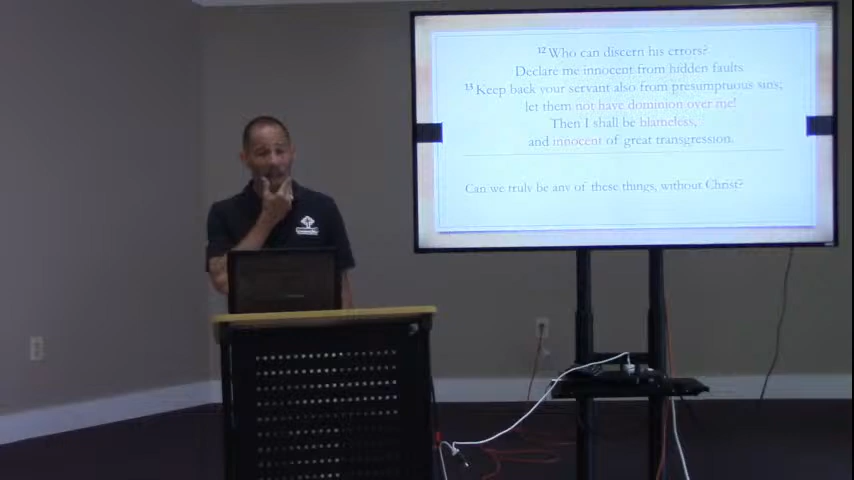 12 Who can discern his errors?
Declare me innocent from hidden faults.
13 Keep back your servant also from presumptuous sins;
let them not have dominion over me!
Then I shall be blameless,
and innocent of great transgression.
Can we truly be any of these things, without Christ?